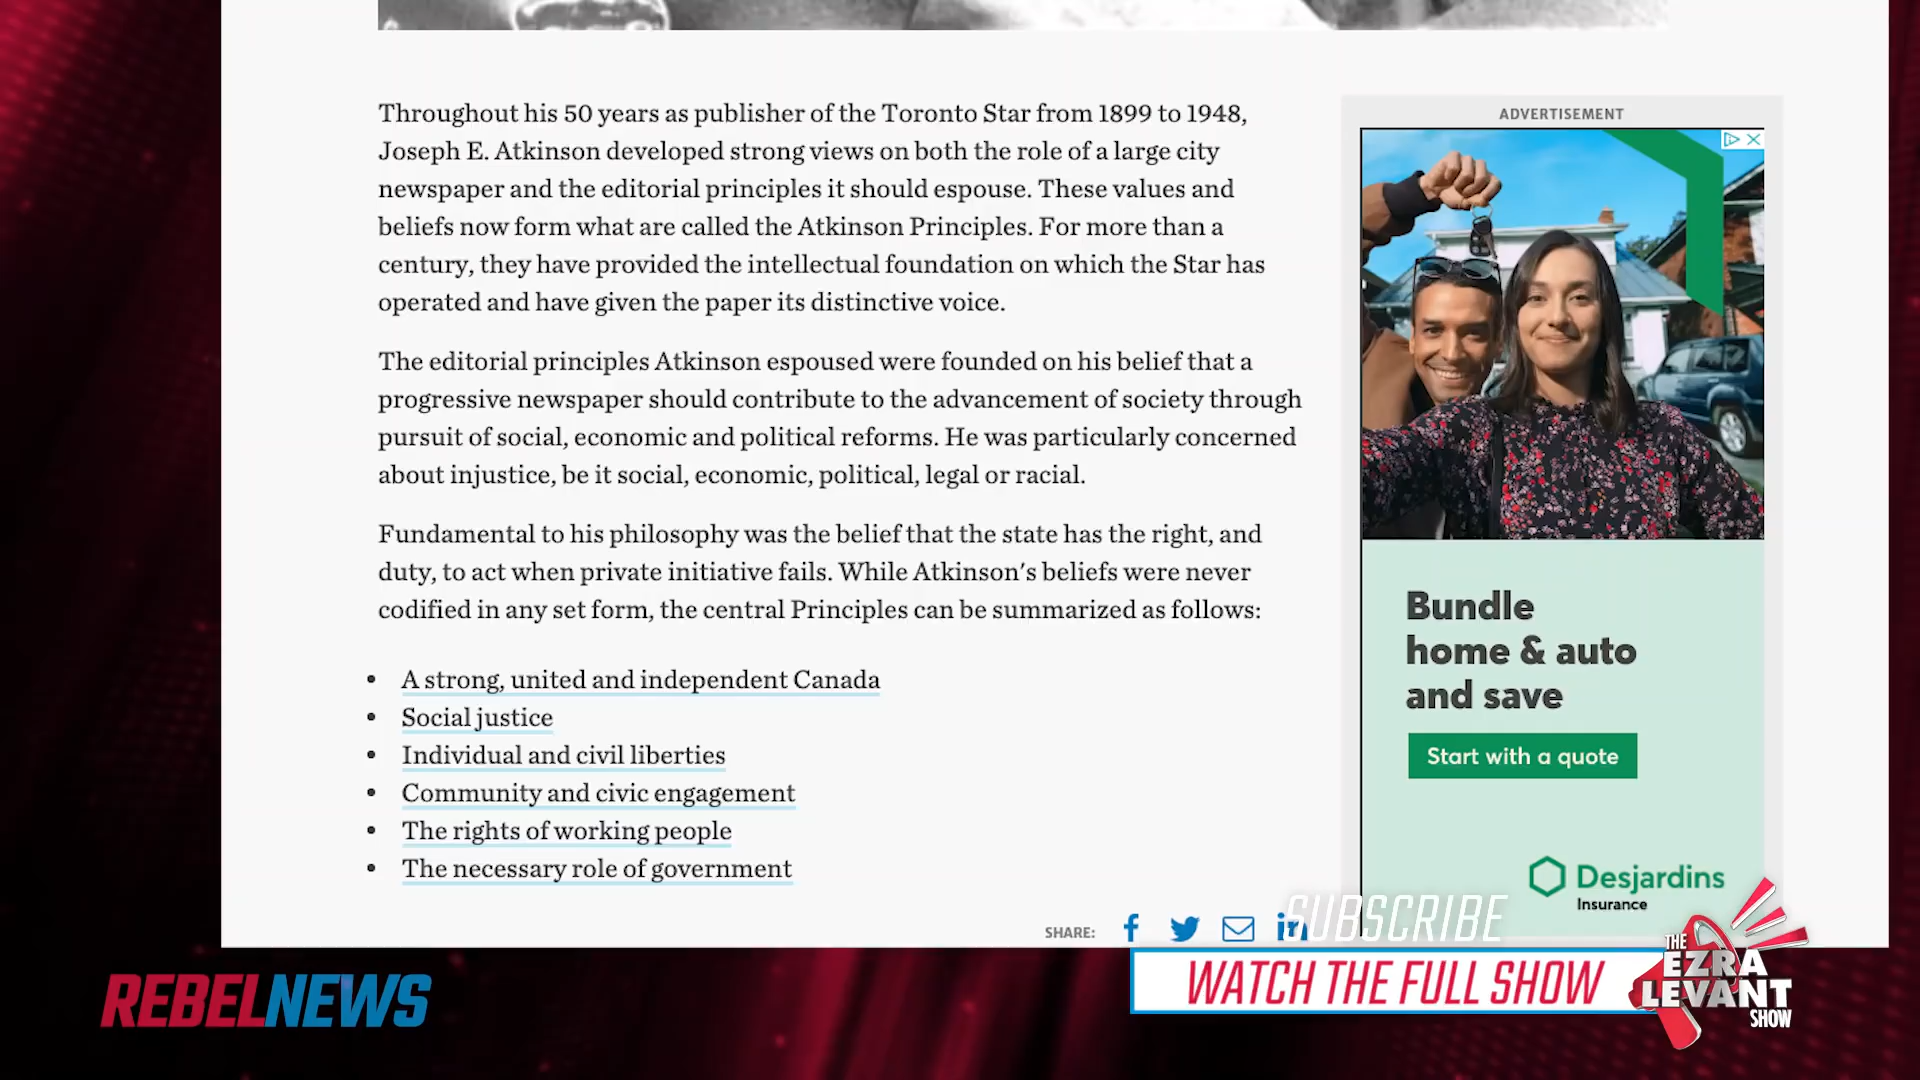 Throughout his 50 years as publisher of the Toronto Star from 1899 to 1948,
Joseph E. Atkinson developed strong views on both the role of a large city
newspaper and the editorial principles it should espouse. These values and
beliefs now form what are called the Atkinson Principles. For more than a
century, they have provided the intellectual foundation on which the Star has
operated and have given the paper its distinctive voice.
The editorial principles Atkinson espoused were founded on his belief that a
progressive newspaper should contribute to the advancement of society through
pursuit of social, economic and political reforms. He was particularly concerned
about injustice, be it social, economic, political, legal or racial.
Fundamental to his philosophy was the belief that the state has the right, and
duty, to act when private initiative fails. While Atkinson's beliefs were never
codified in any set form, the central Principles can be summarized as follows:
• A strong, united and independent Canada
• Social justice
• Individual and civil liberties
• Community and civic engagement
• The rights of working people
• The necessary role of government
SHARE:
ADVERTISEMENT
Bundle
home & auto
and save
Start with a quote
Desjardins
Insurance
SUBSCRIBE
WATCH THE FULL SHOW
THE
EZRA
LEVANT
SHOW
REBELNEWS